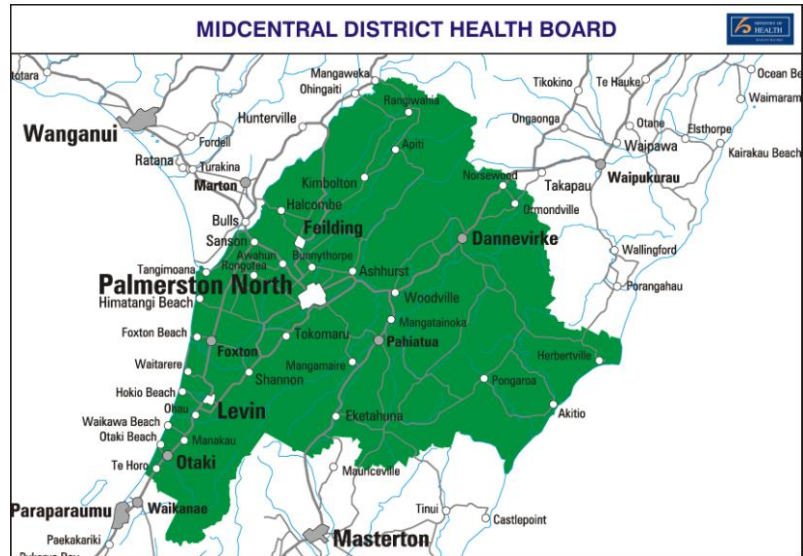 MIDCENTRAL DISTRICT HEALTH BOARD
MINISTRY OF
HEALTH
totara
Mangaweka
Ohingaiti
Tikokino
Te Hauke
Ocean Be
Waimaram
Rangiwahia
Hunterville
Wanganui
Fordell
Ongaonga
Otane
Elsthorpe
Waipawa
Kairakau Beach
Apiti
Ratana
Turakina
Marton
Kimbolton
Norsewood
Takapau
Waipukurau
Halcombe
Ormondville
Bulls
Feilding
Sanson
Dannevirke
Awahuri
Bunnythorpe
Wallingford
Tangimoana
Rongotea
Ashhurst
Palmerston North
Porangahau
Himatangi Beach
Woodville
Mangatainoka
Foxton Beach
Tokomaru
Pahiatua
Foxton
Herbertville
Waitarere
Mangamaire
Shannon
Pongaroa
Hokio Beach
Ohau
Levin
Eketahuna
Akitio
Waikawa Beach
Otaki Beach
Manakau
Te Horo
Otaki
Mauriceville
Paraparaumu
Waikanae
Tinui
Castlepoint
Masterton
Paekakariki